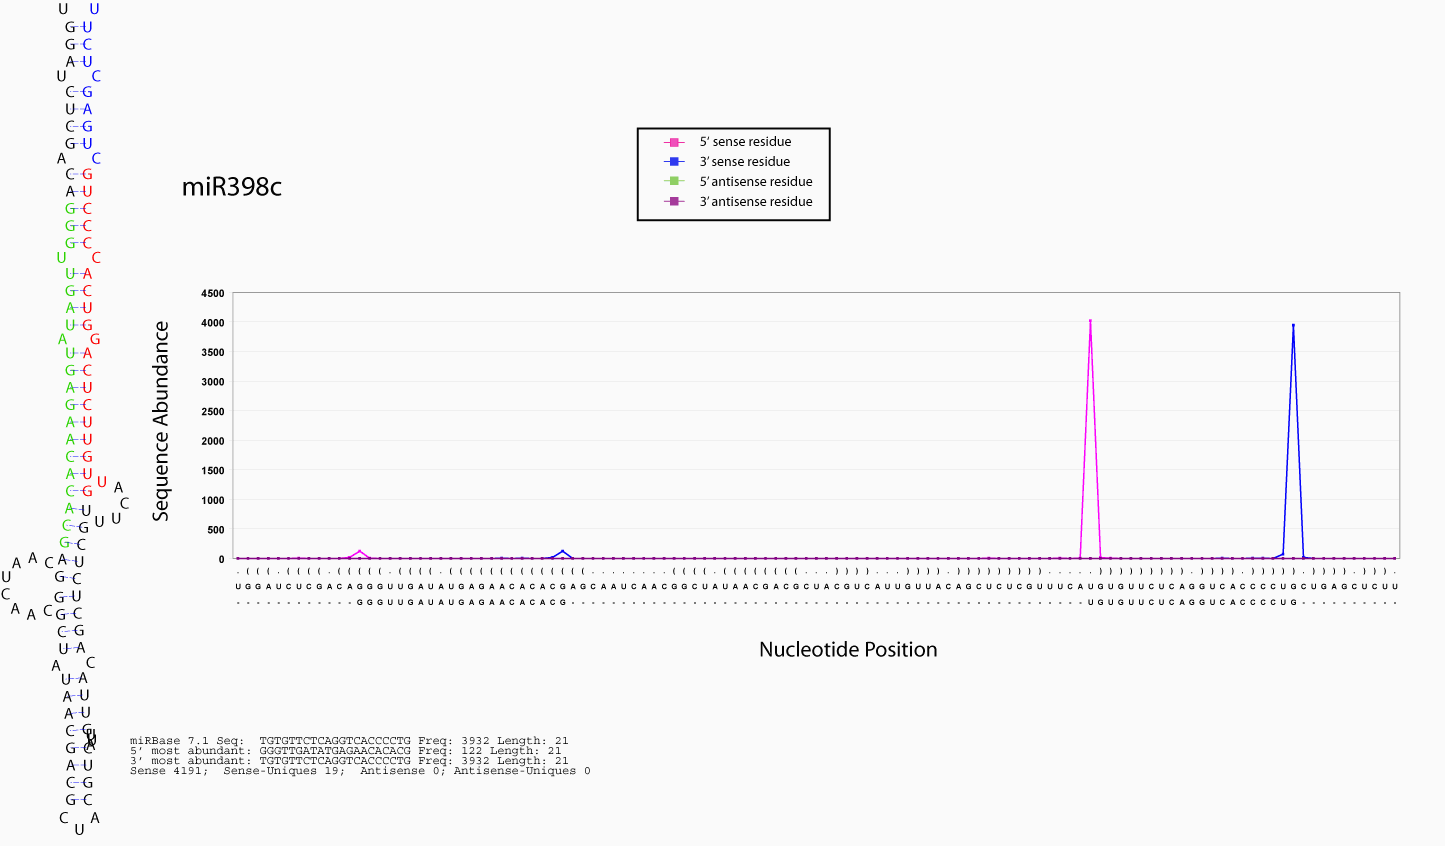 U U
G U
G C
A U
U C
C G
U A
C G
G U
A C
C G
A U
G C
G C
G C
U C
U A
G C
A U
U G
A G
U A
G C
A U
G C
A U
A U
C G
A U U A
C G C
A U U U
C G
G C
miR398c
5’ sense residue
3’ sense residue
5’ antisense residue
3’ antisense residue
Sequence Abundance
4500
4000
3500
3000
2500
2000
1500
1000
500
0
U G G A U C U C G A C A G G G U U G A U A U G A G A A C A C A C G A G C A A U C A A C G G C U A U A A C G A C G C U A C G U C A U U G U U A C A G C U C U C G U U U C A U G U G U U C U C A G G U C A C C C C U G C U G A G C U C U U
G G G U U G A U A U G A G A A C A C A C G
U G U G U U C U C A G G U C A C C C C U G
Nucleotide Position
miRBase 7.1 Seq: TGTGTTCTCAGGTCACCCCTG Freq: 3932 Length: 21
5’ most abundant: GGGTTGATATGAGAACACACG Freq: 122 Length: 21
3’ most abundant: TGTGTTCTCAGGTCACCCCTG Freq: 3932 Length: 21
Sense 4191; Sense-Uniques 19; Antisense 0; Antisense-Uniques 0